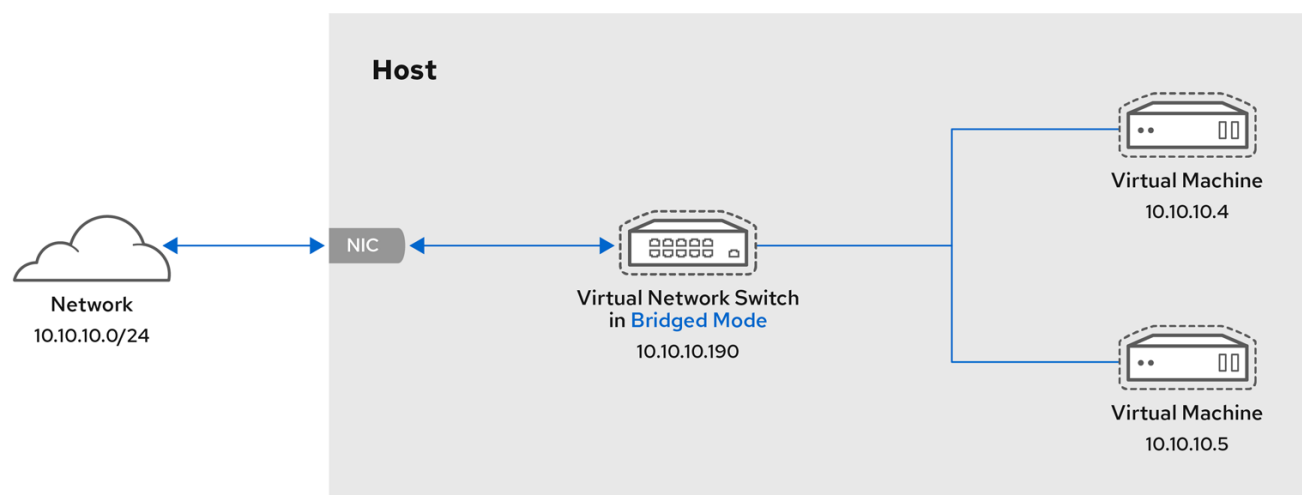 Host
Virtual Machine
10.10.10.4
NIC
Network
10.10.10.0/24
Virtual Network Switch
in Bridged Mode
10.10.10.190
Virtual Machine
10.10.10.5